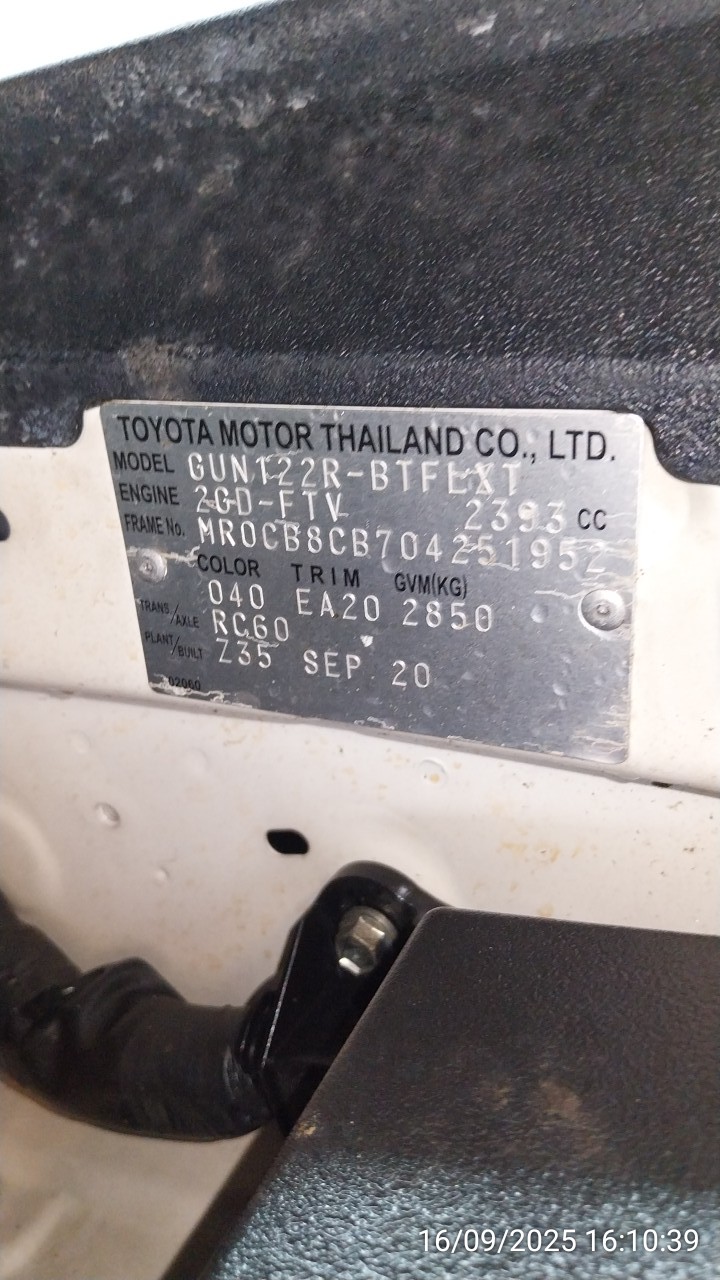 TOYOTA MOTOR THAILAND CO., LTD.
MODEL GUN122R-BTFLXT
ENGINE 2GD-FTV 2393 CC
FRAME No. MR0CB8CB704251952
COLOR TRIM GVM(KG)
040 EA20 2850
TRANS/AXLE RC60
PLANT/BUILT Z35 SEP 20
02060
16/09/2025 16:10:39